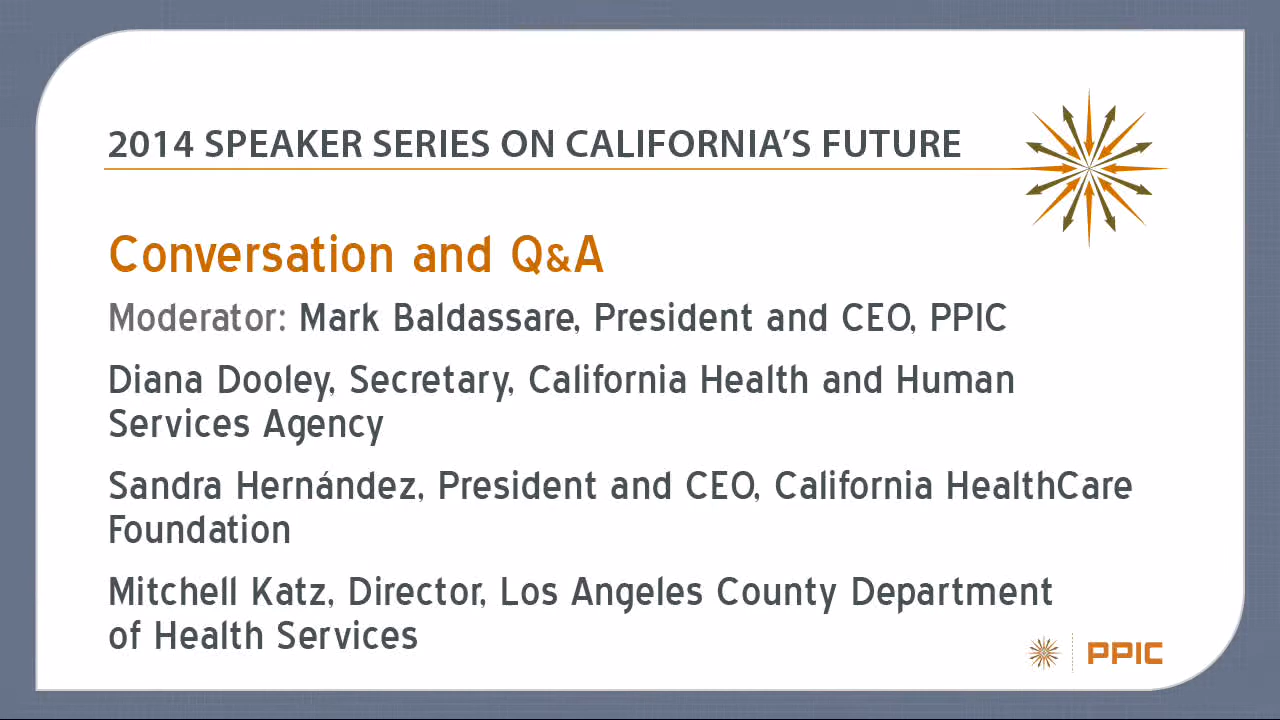 2014 SPEAKER SERIES ON CALIFORNIA'S FUTURE
Conversation and Q&A
Moderator: Mark Baldassare, President and CEO, PPIC
Diana Dooley, Secretary, California Health and Human
Services Agency
Sandra Hernández, President and CEO, California HealthCare
Foundation
Mitchell Katz, Director, Los Angeles County Department
of Health Services
PPIC